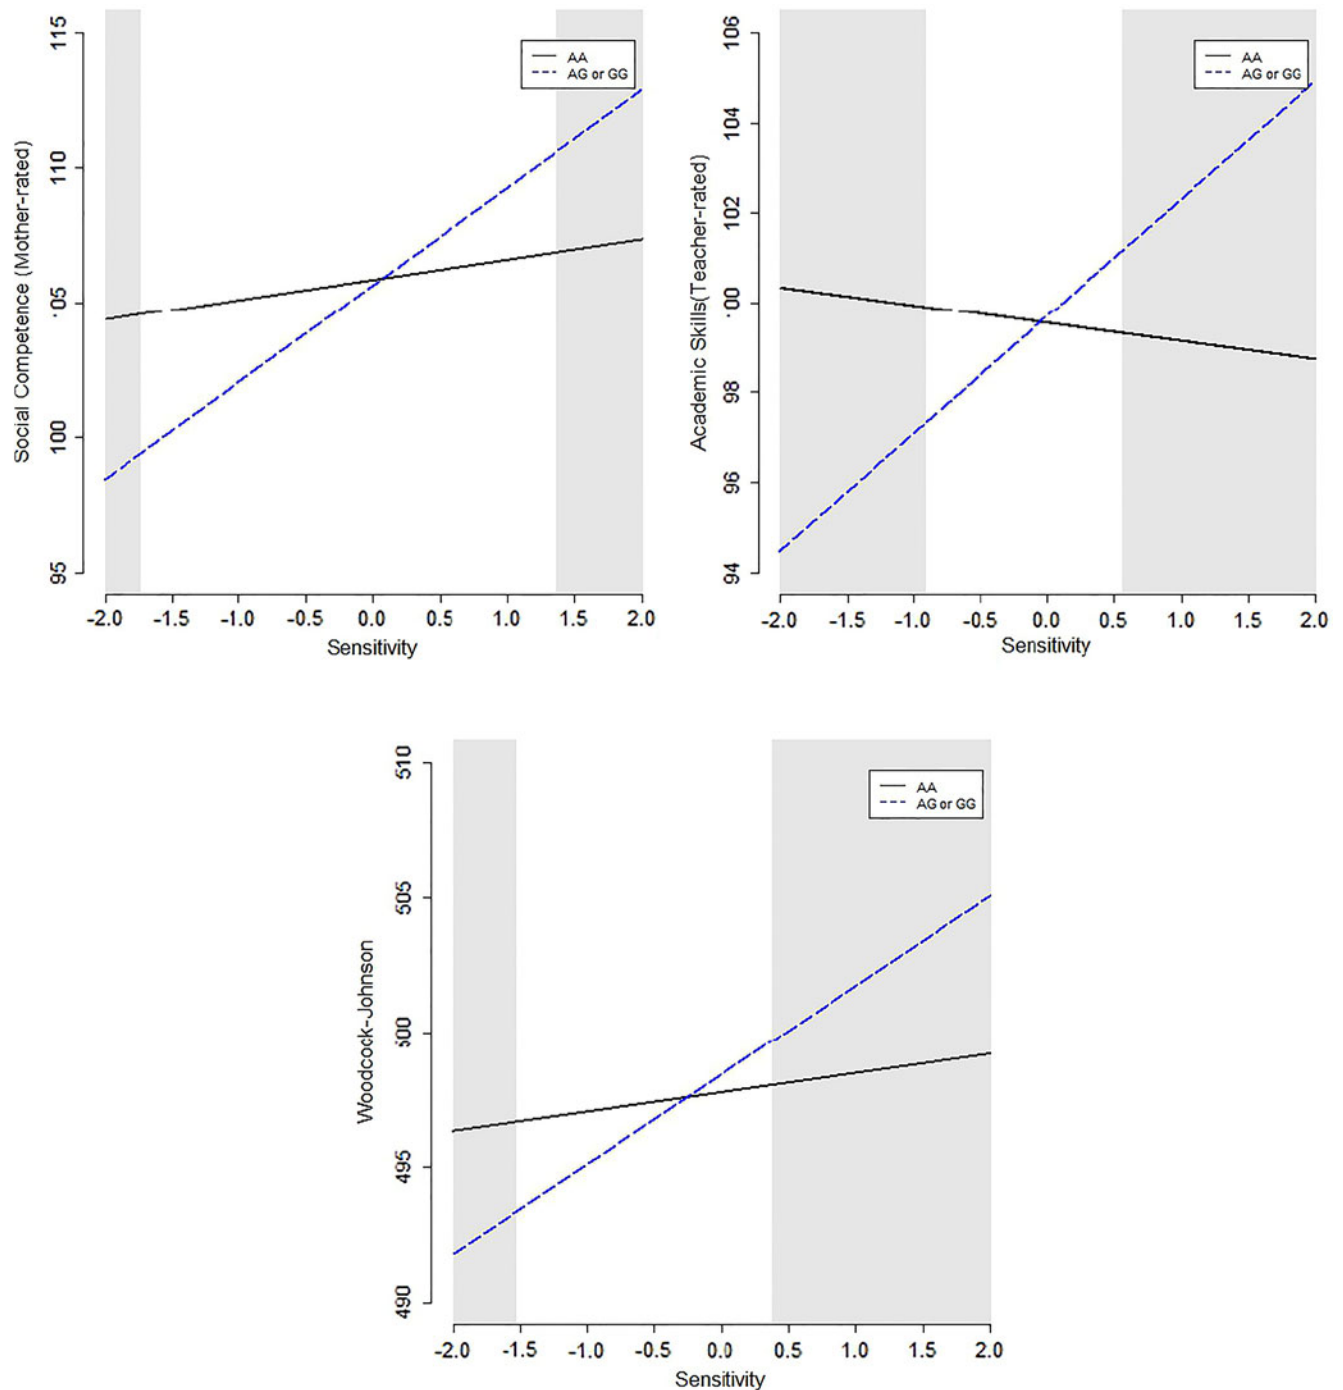 Social Competence (Mother-rated)
115
110
·05
100
95
AA
AG or GG
-2.0 -1.5 -1.0 -0.5 0.0 0.5 1.0 1.5 2.0
Sensitivity
Academic Skills(Teacher-rated)
106
104
102
·00
98
96
94
AA
AG or GG
-2.0 -1.5 -1.0 -0.5 0.0 0.5 1.0 1.5 2.0
Sensitivity
Woodcock-Johnson
510
505
500
495
490
AA
AG or GG
-2.0 -1.5 -1.0 -0.5 0.0 0.5 1.0 1.5 2.0
Sensitivity